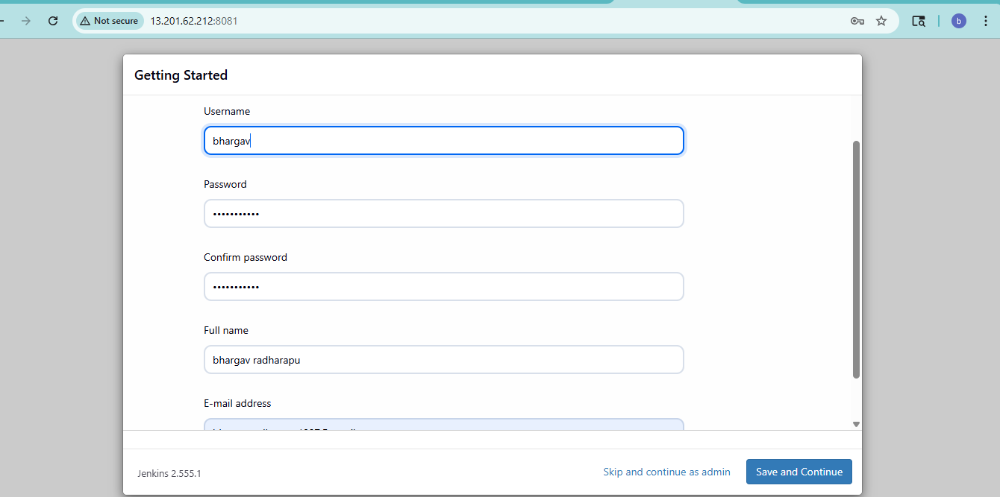 Not secure
13.201.62.212:8081
b
Getting Started
Username
bhargav
Password
•••••••••••
Confirm password
•••••••••••
Full name
bhargav radharapu
E-mail address
Jenkins 2.555.1
Skip and continue as admin
Save and Continue